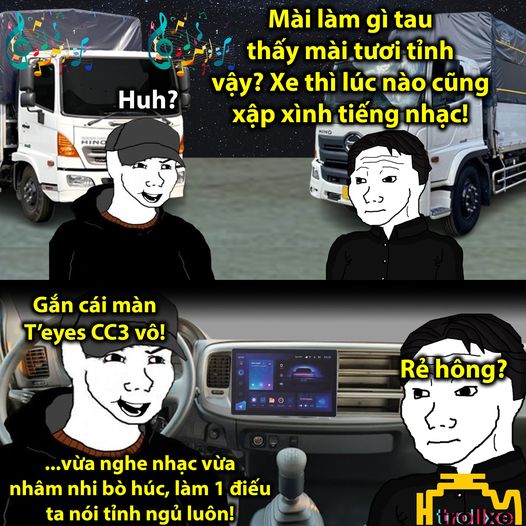 Mài làm gì tau
thấy mài tươi tỉnh
vậy? Xe thì lúc nào cũng
xập xình tiếng nhạc!
Huh?
HINO
HINO
Gắn cái màn
T'eyes CC3 vô!
Rẻ hông?
...vừa nghe nhạc vừa
nhâm nhi bò húc, làm 1 điếu
ta nói tỉnh ngủ luôn!
trollxe